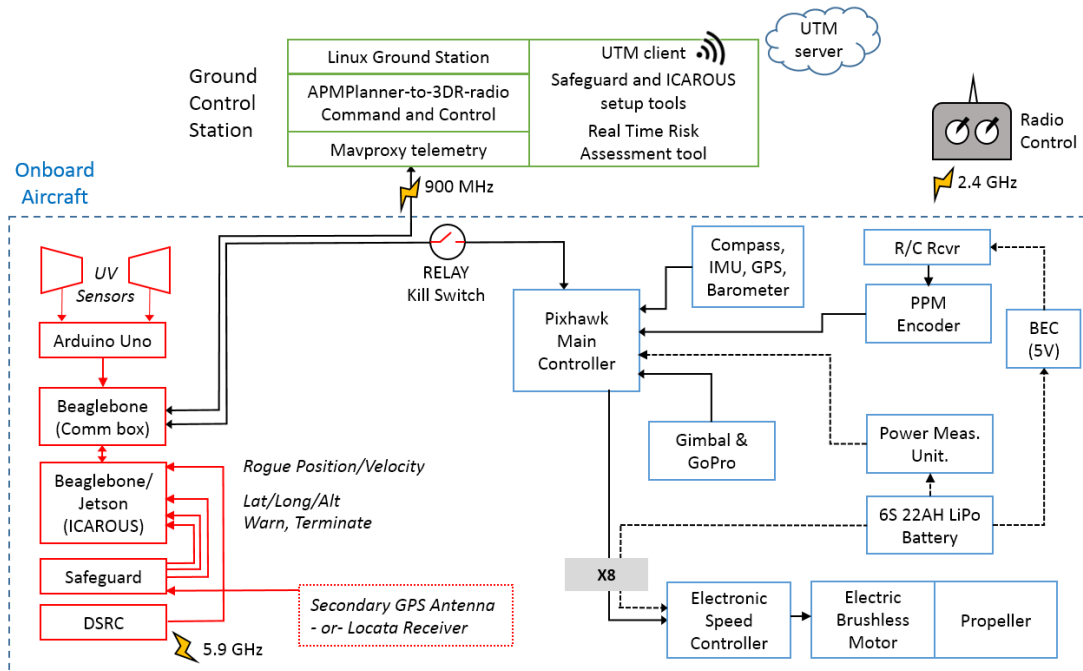 UTM
server
Ground
Control
Station
Linux Ground Station
APMPlanner-to-3DR-radio
Command and Control
Mavproxy telemetry
UTM client
Safeguard and ICAROUS
setup tools
Real Time Risk
Assessment tool
Radio
Control
2.4 GHz
900 MHz
Onboard
Aircraft
UV
Sensors
Arduino Uno
Beaglebone
(Comm box)
Beaglebone/
Jetson
(ICAROUS)
Safeguard
DSRC
5.9 GHz
Rogue Position/Velocity
Lat/Long/Alt
Warn, Terminate
Secondary GPS Antenna
- or- Locata Receiver
RELAY
Kill Switch
Pixhawk
Main
Controller
Compass,
IMU, GPS,
Barometer
R/C Rcvr
PPM
Encoder
BEC
(5V)
Gimbal &
GoPro
Power Meas.
Unit.
6S 22AH LiPo
Battery
X8
Electronic
Speed
Controller
Electric
Brushless
Motor
Propeller